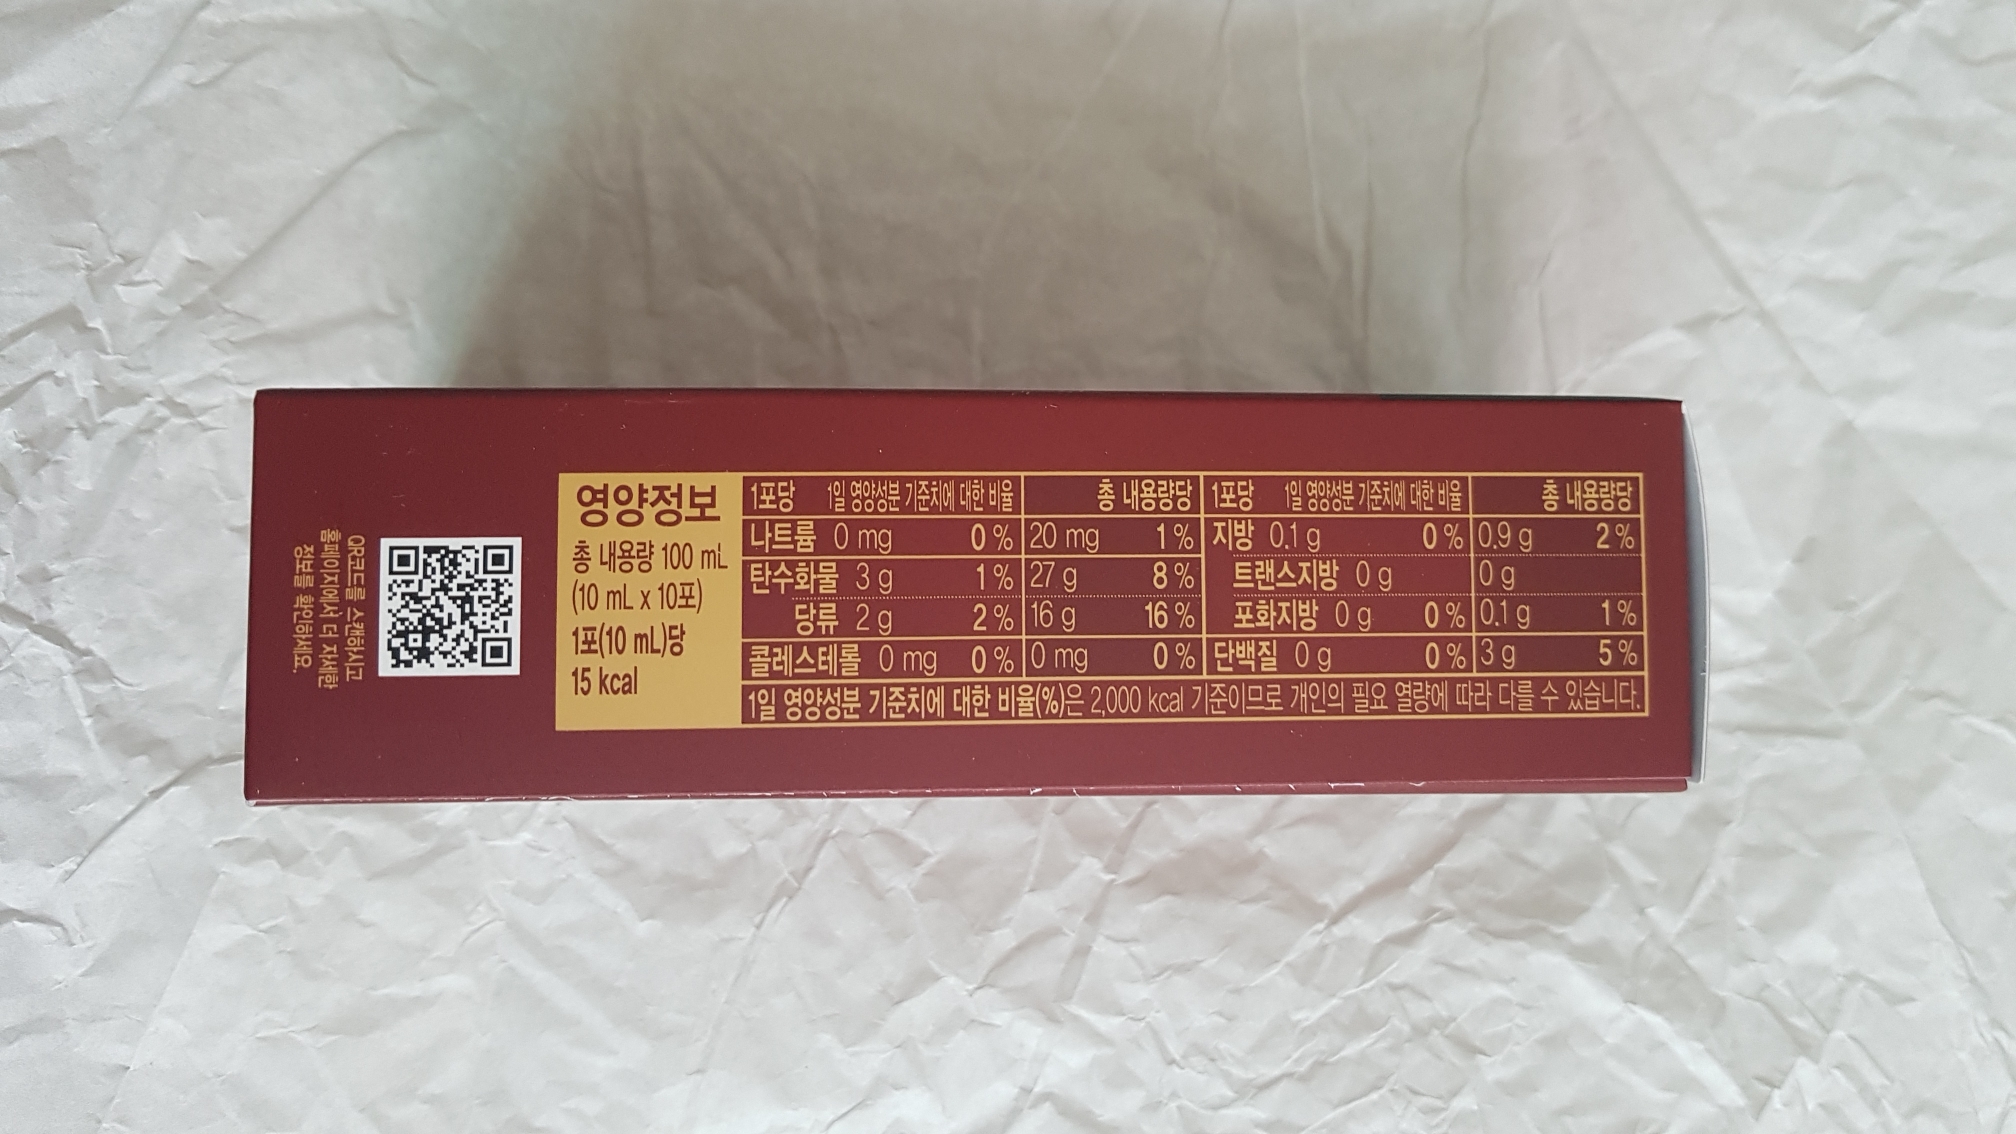 QR코드를 스캔하시고
홈페이지에서 더 자세한
정보를 확인하세요.
영양정보
총 내용량 100 mL
(10 mL x 10포)
1포(10 mL)당
15 kcal
1포당 1일 영양성분 기준치에 대한 비율 총 내용량당 1포당 1일 영양성분 기준치에 대한 비율 총 내용량당
나트륨 0 mg 0 % 20 mg 1 % 지방 0.1 g 0 % 0.9 g 2 %
탄수화물 3 g 1 % 27 g 8 % 트랜스지방 0 g 0 g
당류 2 g 2 % 16 g 16 % 포화지방 0 g 0 % 0.1 g 1 %
콜레스테롤 0 mg 0 % 0 mg 0 % 단백질 0 g 0 % 3 g 5 %
1일 영양성분 기준치에 대한 비율(%)은 2,000 kcal 기준이므로 개인의 필요 열량에 따라 다를 수 있습니다.